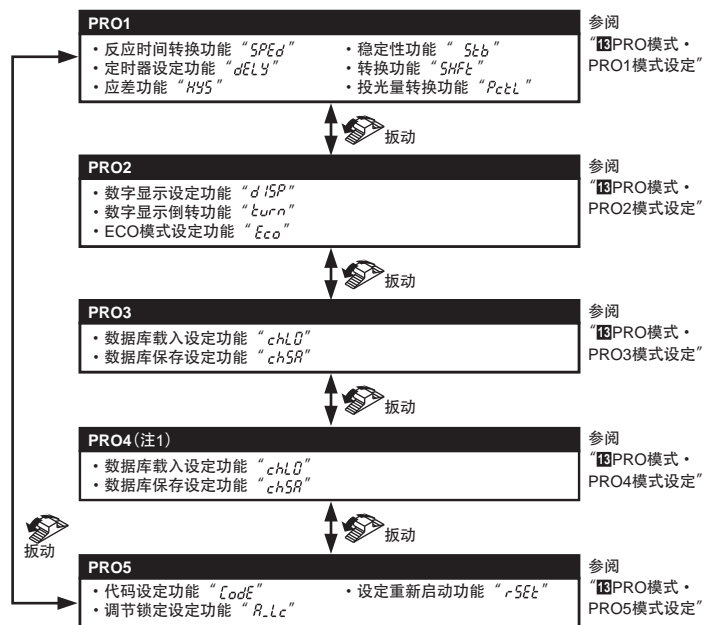 PRO1
・反应时间转换功能 “SPEd”
・稳定性功能 “Stb”
・定时器设定功能 “dELY”
・转换功能 “SHFt”
・应差功能 “HYS”
・投光量转换功能 “PctL”
参阅
“13PRO模式・
PRO1模式设定”
扳动
PRO2
・数字显示设定功能 “dISP”
・数字显示倒转功能 “turn”
・ECO模式设定功能 “Eco”
参阅
“13PRO模式・
PRO2模式设定”
扳动
PRO3
・数据库载入设定功能 “chLO”
・数据库保存设定功能 “chSA”
参阅
“13PRO模式・
PRO3模式设定”
扳动
PRO4(注1)
・数据库载入设定功能 “chLO”
・数据库保存设定功能 “chSA”
参阅
“13PRO模式・
PRO4模式设定”
扳动
扳动
PRO5
・代码设定功能 “CodE”
・设定重新启动功能 “rSEt”
・调节锁定设定功能 “A_Lc”
参阅
“13PRO模式・
PRO5模式设定”